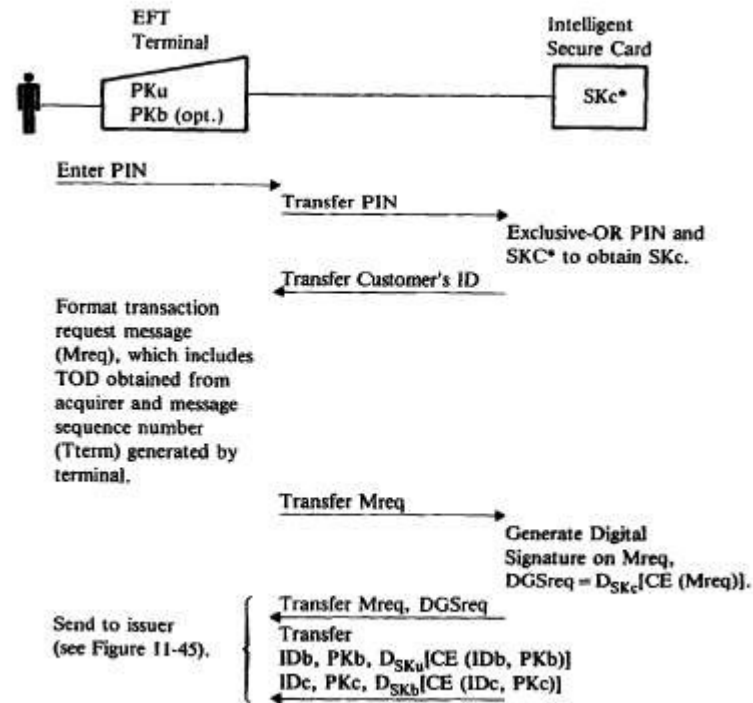 EFT
Terminal
Intelligent
Secure Card
PKu
PKb (opt.)
SKc*
Enter PIN
Transfer PIN
Exclusive-OR PIN and
SKC* to obtain SKc.
Transfer Customer's ID
Format transaction
request message
(Mreq), which includes
TOD obtained from
acquirer and message
sequence number
(Tterm) generated by
terminal.
Transfer Mreq
Generate Digital
Signature on Mreq,
DGSreq = DSKc[CE (Mreq)].
Transfer Mreq, DGSreq
Send to issuer
(see Figure 11-45).
Transfer
IDb, PKb, DSKu[CE (IDb, PKb)]
IDc, PKc, DSKb[CE (IDc, PKc)]